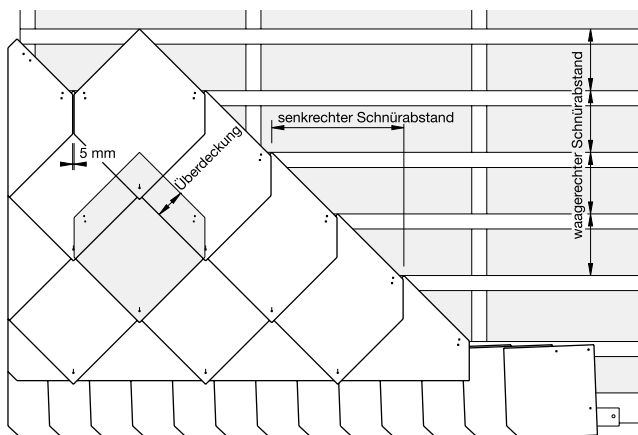 senkrechter Schnürabstand
waagerechter Schnürabstand
Überdeckung
5 mm